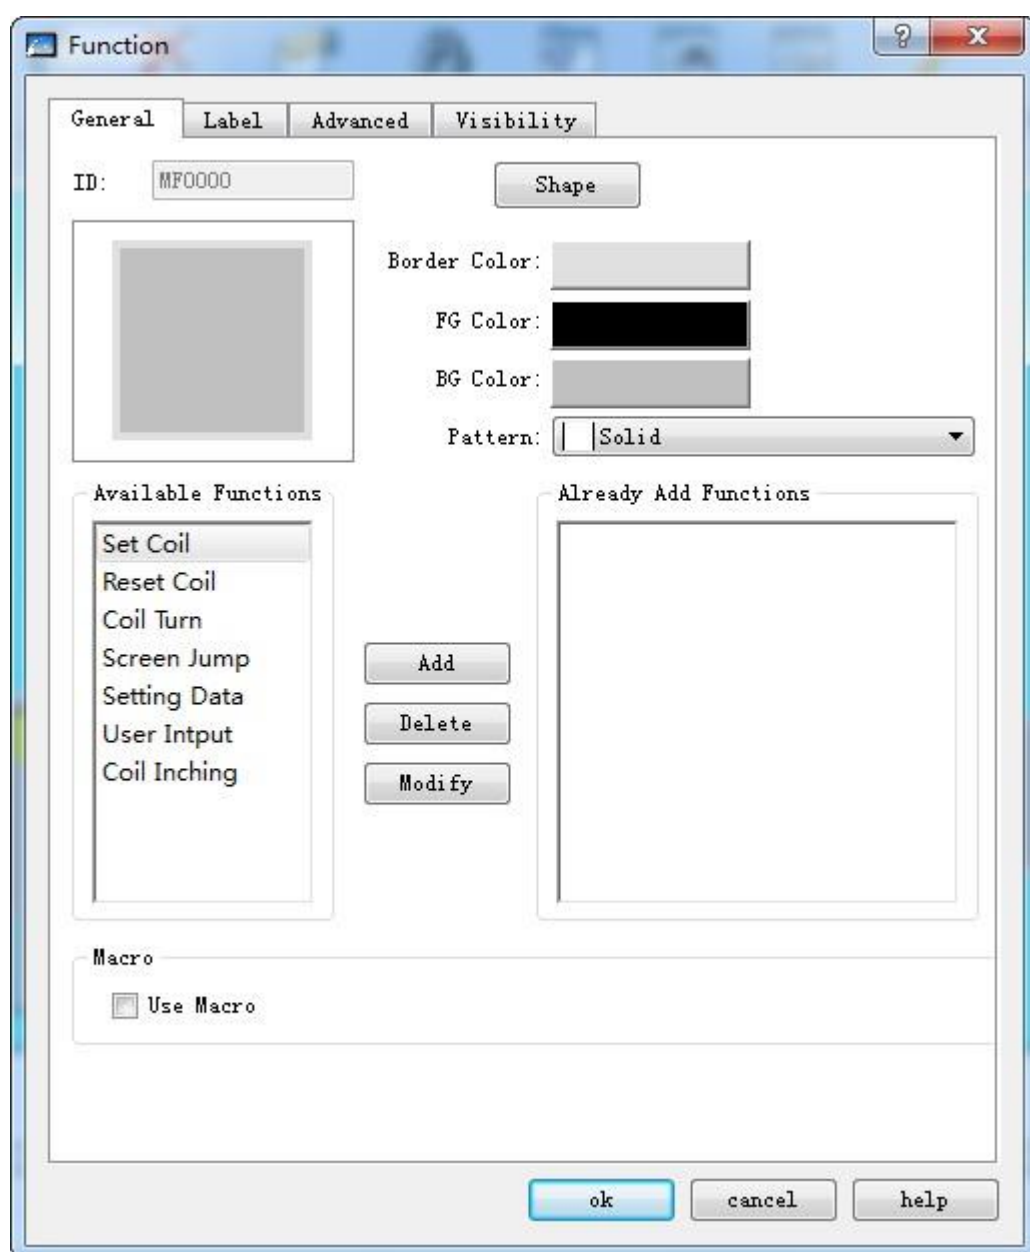 Function
General Label Advanced Visibility
ID: MF0000
Shape
Border Color:
FG Color:
BG Color:
Pattern: Solid
Available Functions
Set Coil
Reset Coil
Coil Turn
Screen Jump
Setting Data
User Intput
Coil Inching
Add
Delete
Modify
Already Add Functions
Macro
Use Macro
ok cancel help